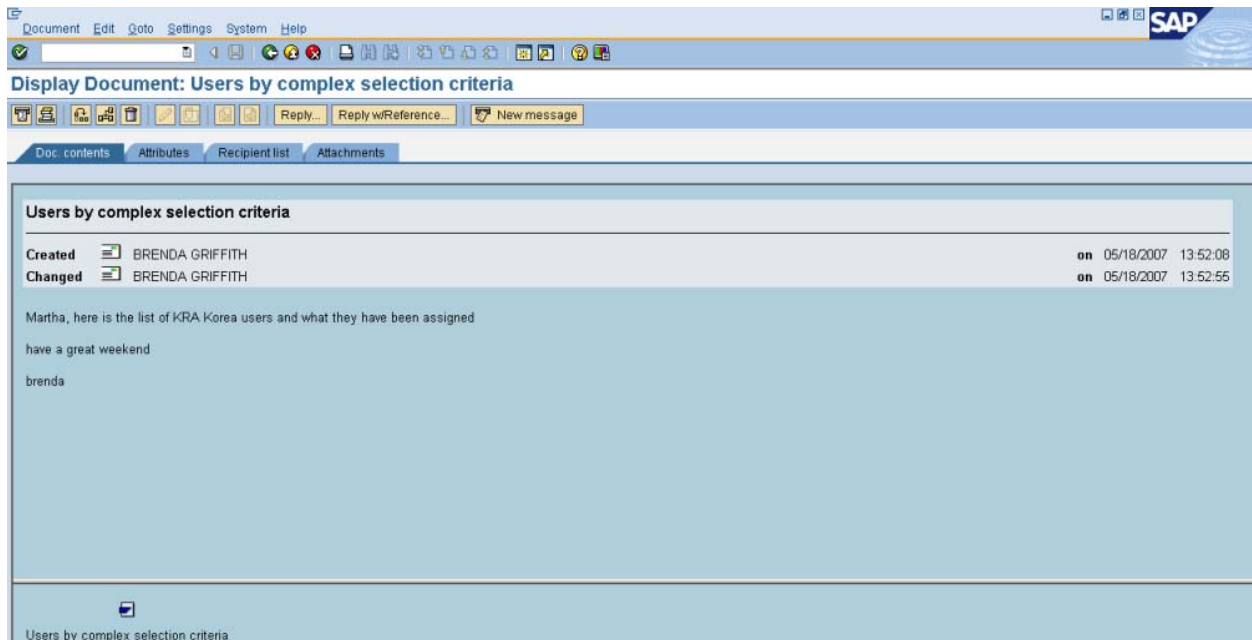 Document Edit Goto Settings System Help
SAP
Display Document: Users by complex selection criteria
Reply... Reply w/Reference... New message
Doc. contents Attributes Recipient list Attachments
Users by complex selection criteria
Created BRENDA GRIFFITH on 05/18/2007 13:52:08
Changed BRENDA GRIFFITH on 05/18/2007 13:52:55
Martha, here is the list of KRA Korea users and what they have been assigned
have a great weekend
brenda
Users by complex selection criteria